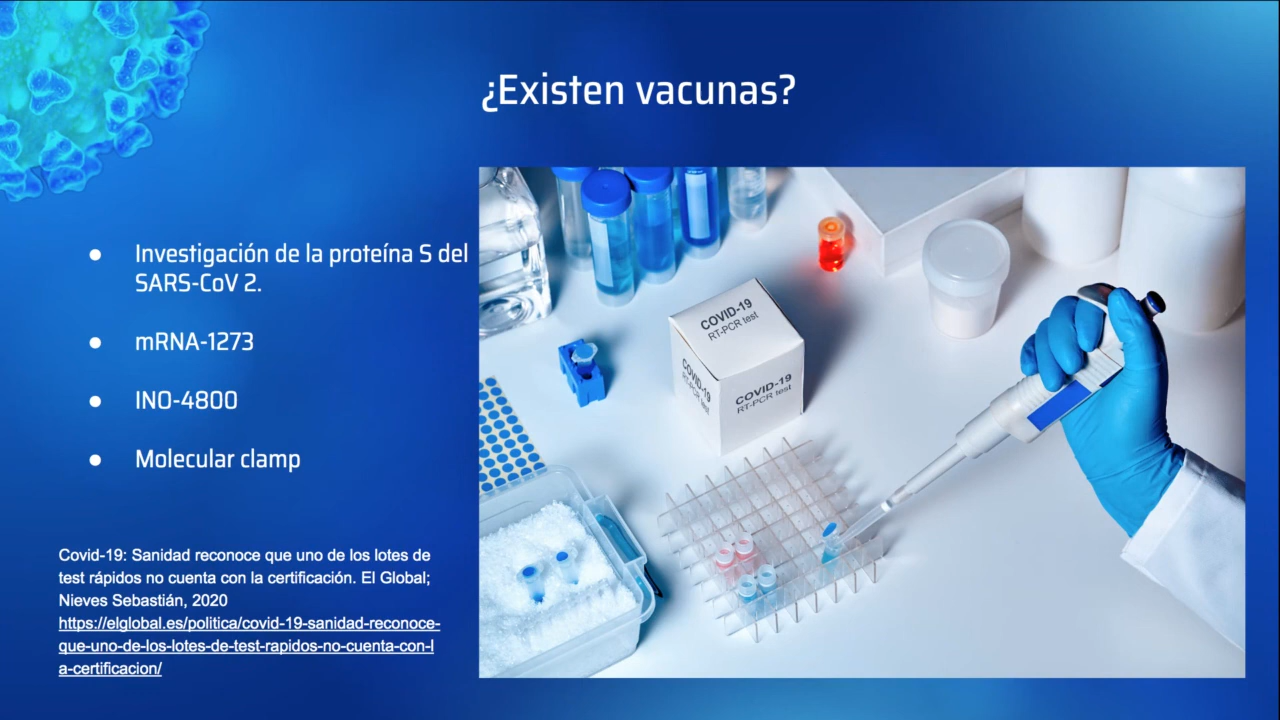 ¿Existen vacunas?
● Investigación de la proteína S del
SARS-CoV 2.
● mRNA-1273
● INO-4800
● Molecular clamp
Covid-19: Sanidad reconoce que uno de los lotes de
test rápidos no cuenta con la certificación. El Global;
Nieves Sebastián, 2020
https://elglobal.es/politica/covid-19-sanidad-reconoce-
que-uno-de-los-lotes-de-test-rapidos-no-cuenta-con-l
a-certificacion/
COVID-19
RT-PCR test
COVID-19
RT-PCR test
COVID-19
RT-PCR test